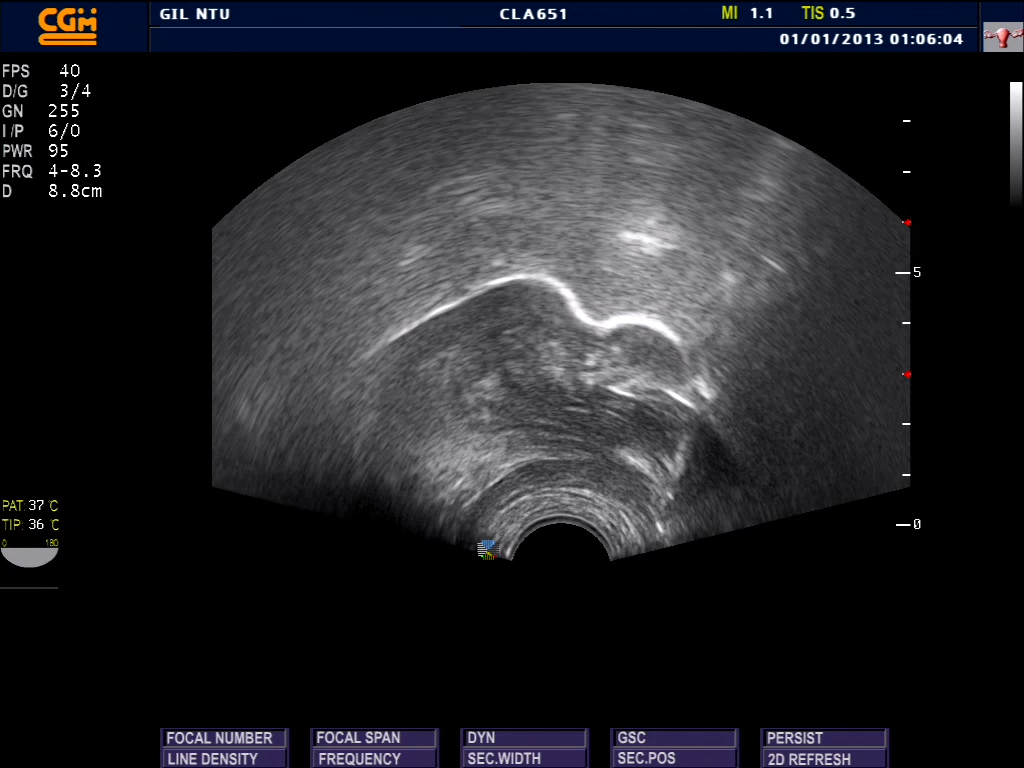 CGM
GIL NTU CLA651 MI 1.1 TIS 0.5
01/01/2013 01:06:04
FPS 40
D/G 3/4
GN 255
I/P 6/0
PWR 95
FRQ 4-8.3
D 8.8cm
5
PAT: 37 °C
TIP: 36 °C
0 180
0
FOCAL NUMBER FOCAL SPAN DYN GSC PERSIST
LINE DENSITY FREQUENCY SEC.WIDTH SEC.POS 2D REFRESH